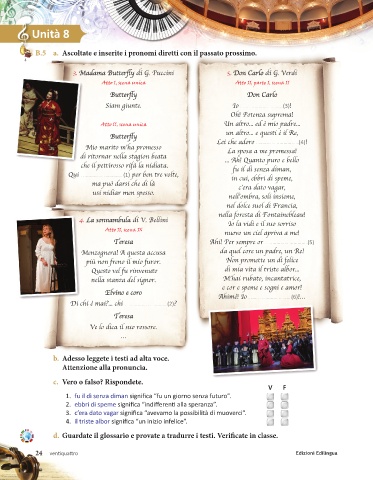 Unità 8
B.5 a. Ascoltate e inserite i pronomi diretti con il passato prossimo.
3. Madama Butterfly di G. Puccini
Atto I, scena unica
Butterfly
Siam giunte.
...
Atto II, scena unica
Butterfly
Mio marito m'ha promesso
di ritornar nella stagion beata
che il pettirosso rifà la nidiata.
Qui .................. (1) per ben tre volte,
ma può darsi che di là
usi nidiar men spesso.
4. La sonnambula di V. Bellini
Atto II, scena IX
Teresa
Menzognera! A questa accusa
più non freno il mio furor.
Questo vel fu rinvenuto
nella stanza del signor.
Elvino e coro
Di chi è mai?... chi .................. (2)?
Teresa
Ve lo dica il suo rossore.
...
5. Don Carlo di G. Verdi
Atto II, parte I, scena II
Don Carlo
Io .................. (3)!
Oh! Potenza suprema!
Un altro... ed è mio padre...
un altro... e questi è il Re,
Lei che adoro .................. (4)!
La sposa a me promessa!
... Ah! Quanto puro e bello
fu il dì senza diman,
in cui, ebbri di speme,
c'era dato vagar,
nell'ombra, soli insieme,
nel dolce suol di Francia,
nella foresta di Fontainebleau!
Io la vidi e il suo sorriso
nuovo un ciel apriva a me!
Ahi! Per sempre or .................. (5)
da quel core un padre, un Re!
Non promette un dì felice
di mia vita il triste albor...
M'hai rubato, incantatrice,
e cor e speme e sogni e amor!
Ahimè! Io .................. (6)!...
b. Adesso leggete i testi ad alta voce.
Attenzione alla pronuncia.
c. Vero o falso? Rispondete.
V F
1. fu il dì senza diman significa "fu un giorno senza futuro".
2. ebbri di speme significa "indifferenti alla speranza".
3. c'era dato vagar significa "avevamo la possibilità di muoverci".
4. il triste albor significa "un inizio infelice".
d. Guardate il glossario e provate a tradurre i testi. Verificate in classe.
24 ventiquattro
Edizioni Edilingua